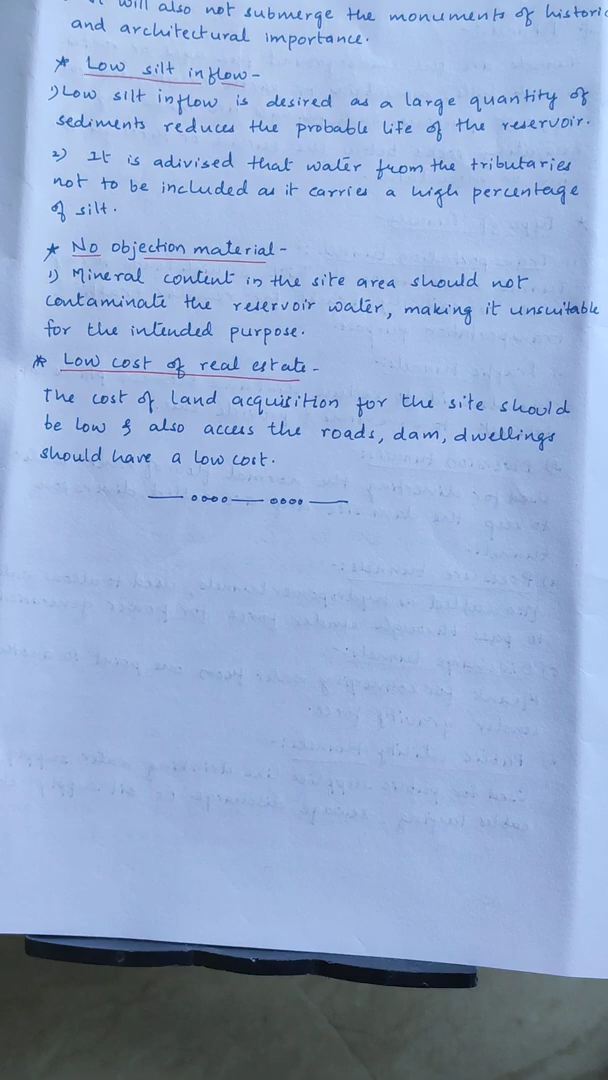 It will also not submerge the monuments of historic
and architectural importance.
* Low silt inflow -
1) Low silt inflow is desired as a large quantity of
sediments reduces the probable life of the reservoir.
2) It is adivised that water from the tributaries
not to be included as it carries a high percentage
of silt.
* No objection material -
1) Mineral content in the site area should not
contaminate the reservoir water, making it unsuitable
for the intended purpose.
* Low cost of real estate -
The cost of land acquisition for the site should
be low & also access the roads, dam, dwellings
should have a low cost.